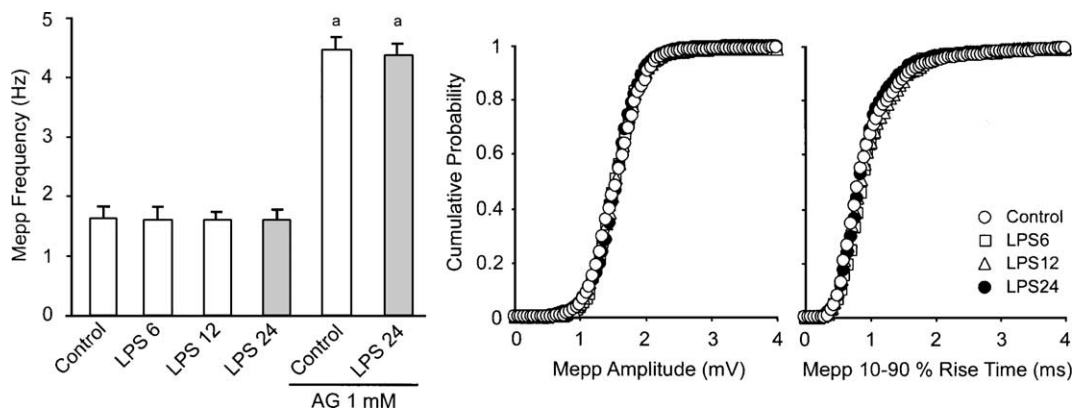 Mepp Frequency (Hz)
5
4
3
2
1
0
a
a
Control
LPS 6
LPS 12
LPS 24
Control
LPS 24
AG 1 mM
Cumulative Probability
1
0.8
0.6
0.4
0.2
0
0
1
2
3
4
Mepp Amplitude (mV)
0
1
2
3
4
Mepp 10-90 % Rise Time (ms)
Control
LPS6
LPS12
LPS24